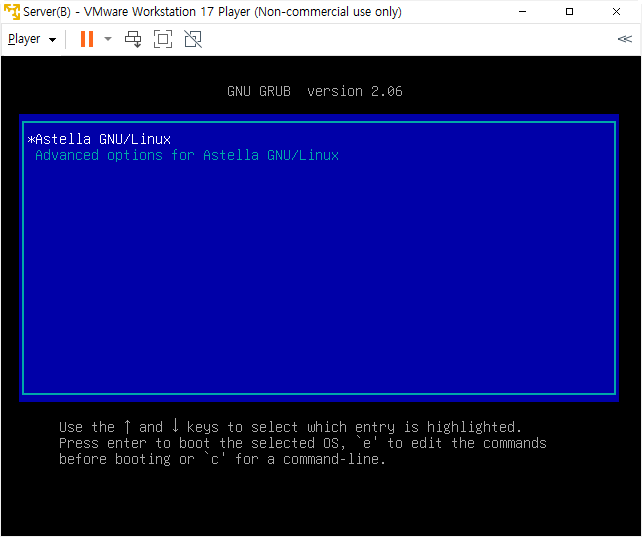 Server(B) - VMware Workstation 17 Player (Non-commercial use only)
Player
GNU GRUB  version 2.06
*Astella GNU/Linux
Advanced options for Astella GNU/Linux
Use the ↑ and ↓ keys to select which entry is highlighted.
Press enter to boot the selected OS, `e' to edit the commands
before booting or `c' for a command-line.